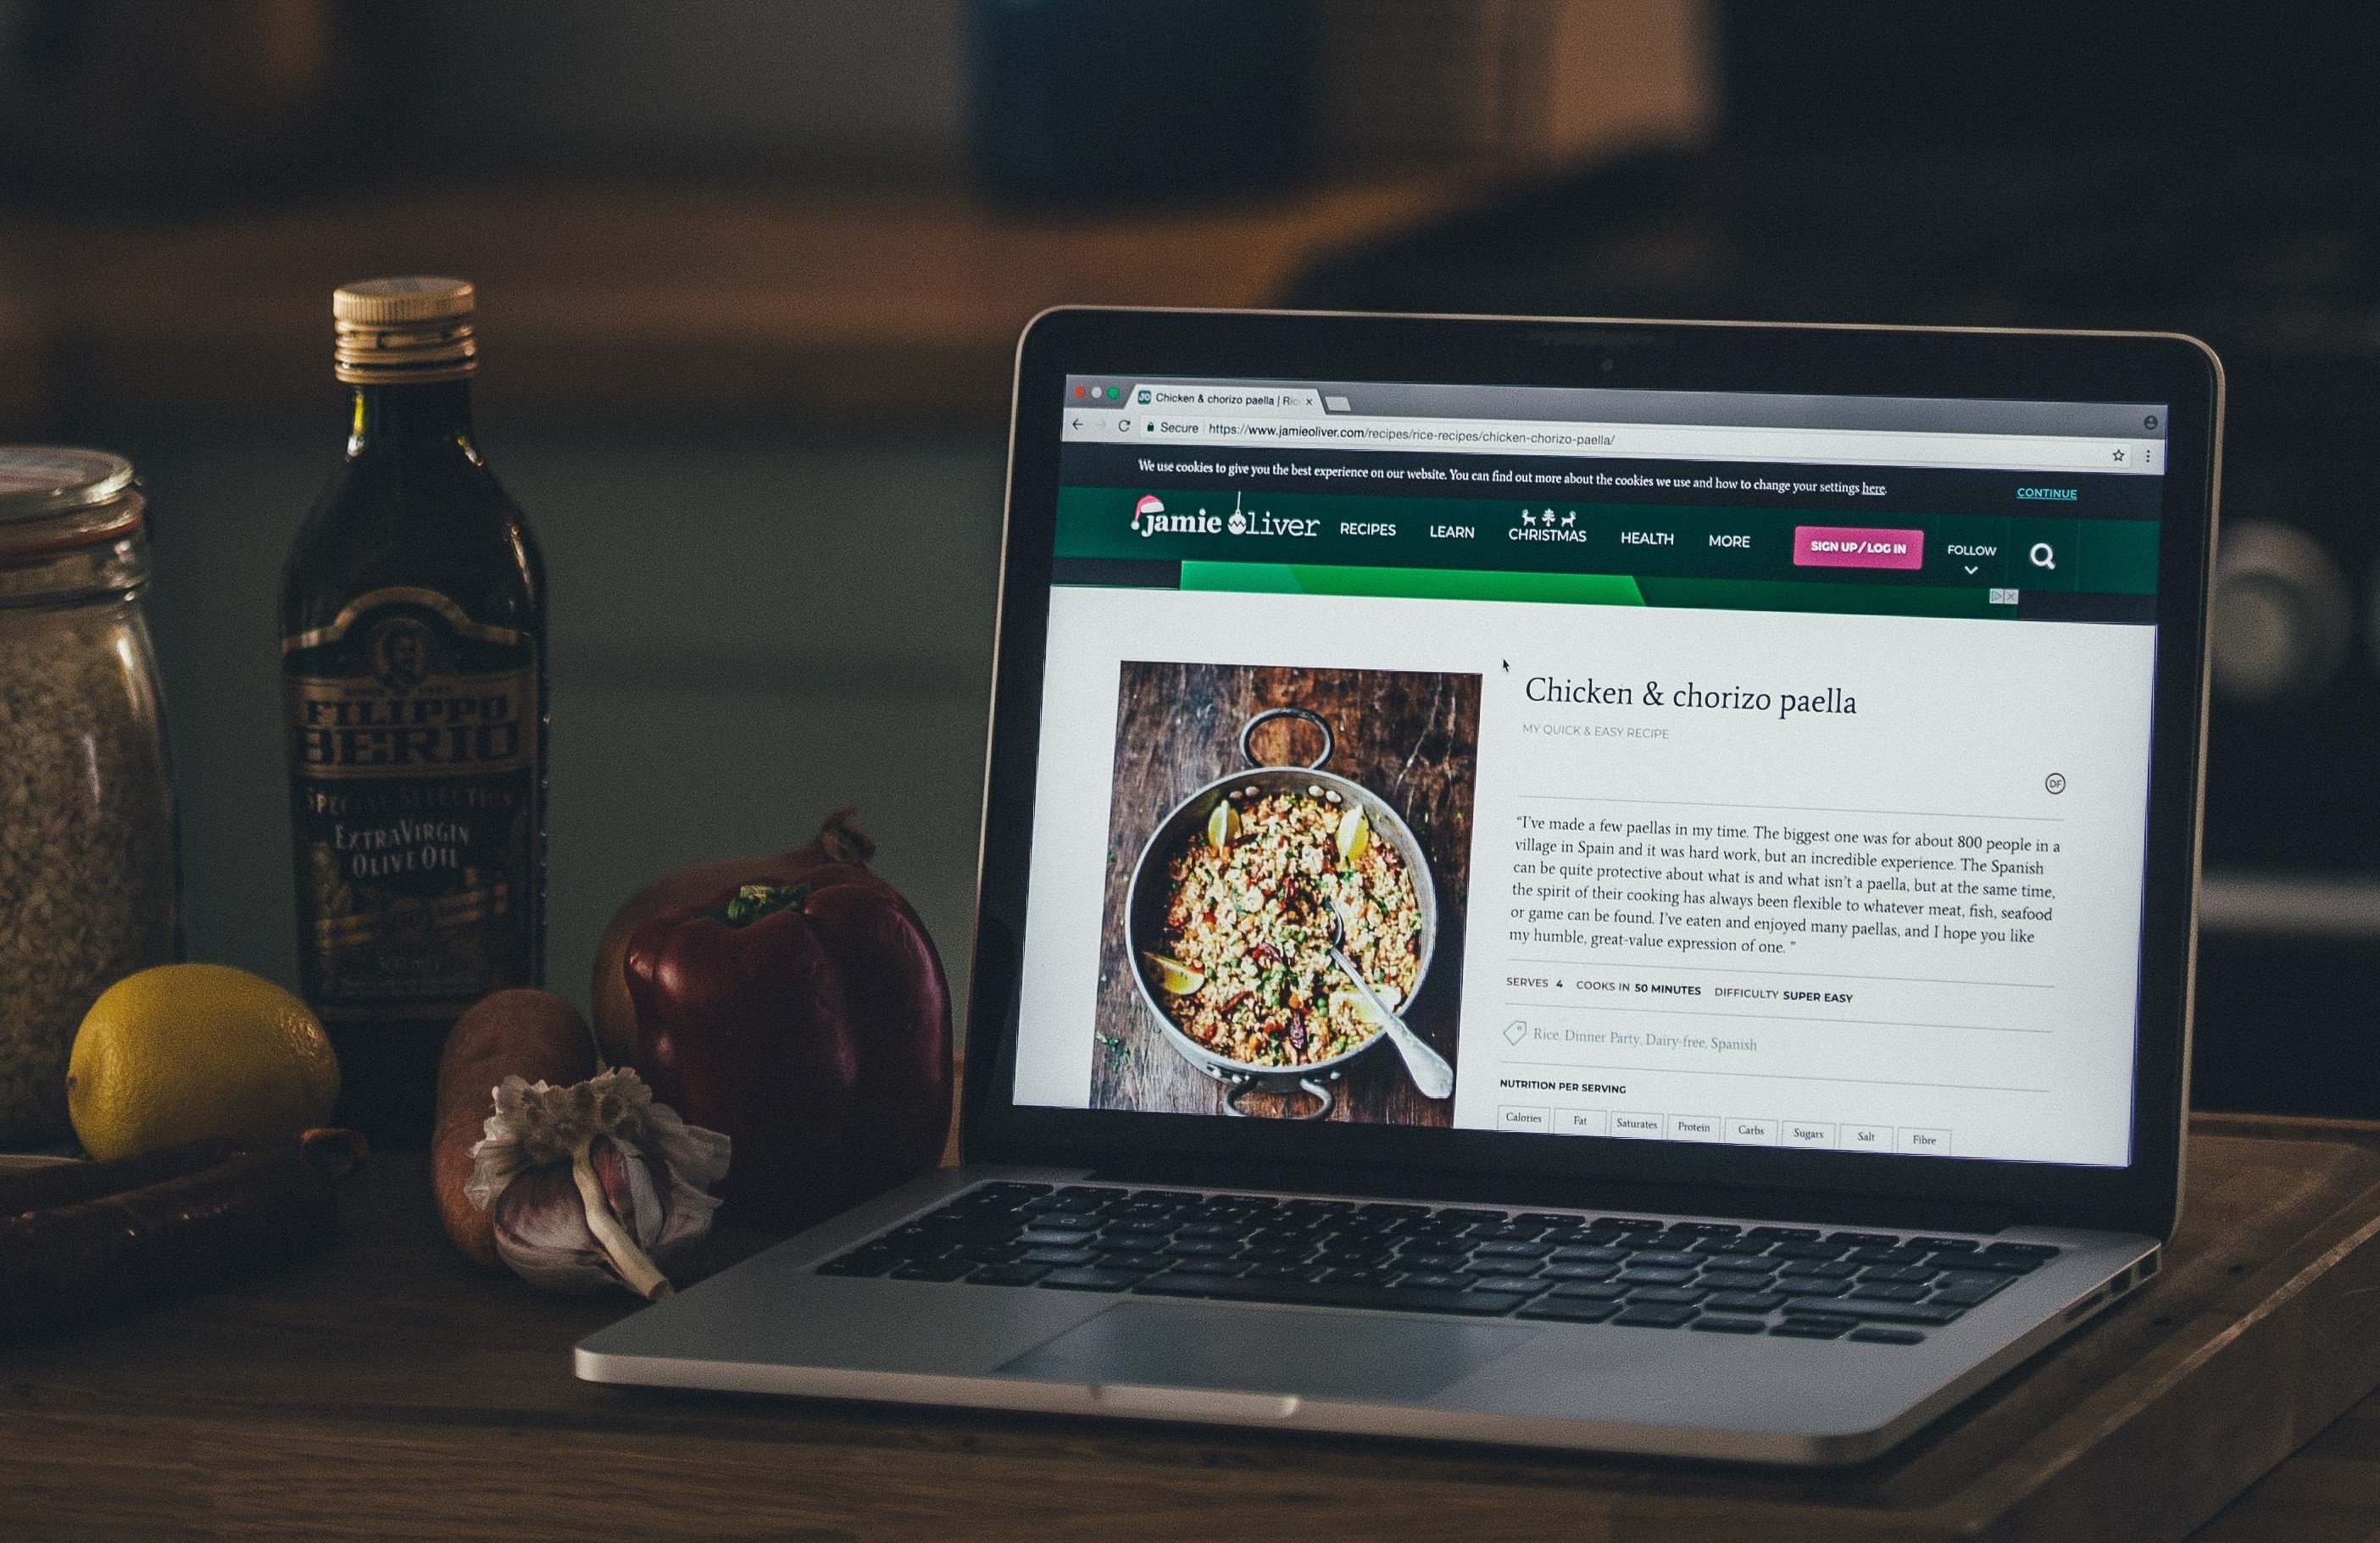 FILIPPO
BERIO
SPECIAL SELECTION
EXTRA VIRGIN
OLIVE OIL
Chicken & chorizo paella | Ric
Secure https://www.jamieoliver.com/recipes/rice-recipes/chicken-chorizo-paella/
We use cookies to give you the best experience on our website. You can find out more about the cookies we use and how to change your settings here.
CONTINUE
jamie Oliver RECIPES LEARN CHRISTMAS HEALTH MORE SIGN UP/LOG IN FOLLOW
Chicken & chorizo paella
MY QUICK & EASY RECIPE
DF
“I’ve made a few paellas in my time. The biggest one was for about 800 people in a
village in Spain and it was hard work, but an incredible experience. The Spanish
can be quite protective about what is and what isn’t a paella, but at the same time,
the spirit of their cooking has always been flexible to whatever meat, fish, seafood
or game can be found. I’ve eaten and enjoyed many paellas, and I hope you like
my humble, great-value expression of one. ”
SERVES 4 COOKS IN 50 MINUTES DIFFICULTY SUPER EASY
Rice, Dinner Party, Dairy-free, Spanish
NUTRITION PER SERVING
Calories Fat Saturates Protein Carbs Sugars Salt Fibre